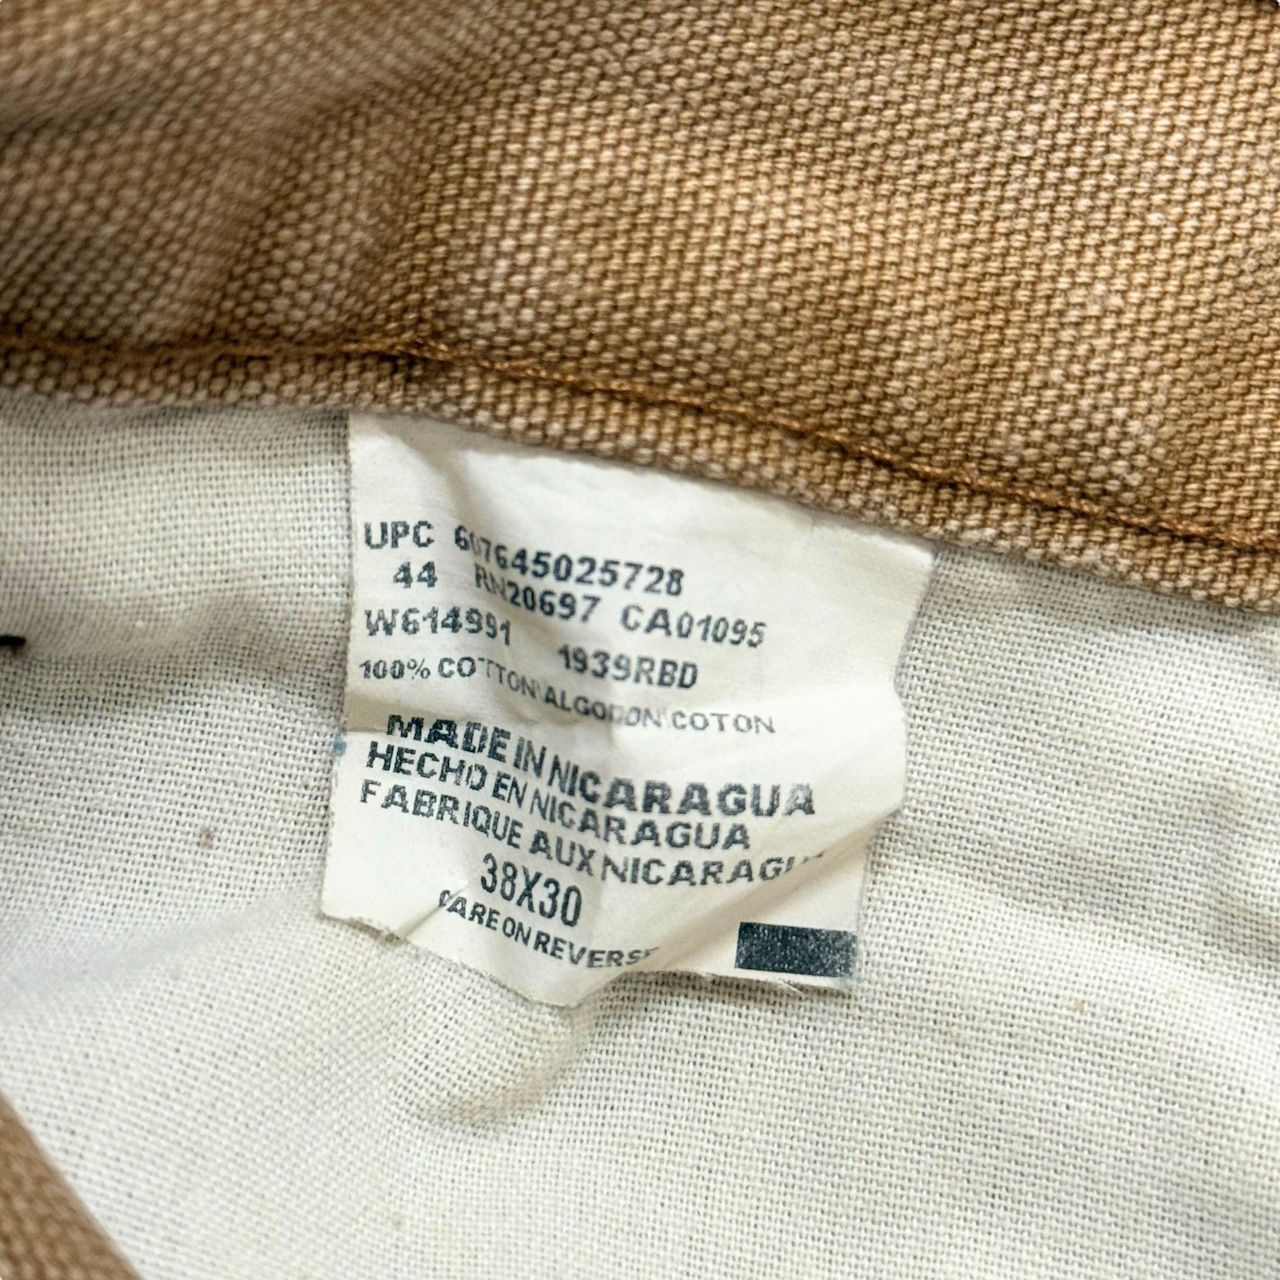 UPC 607645025728
44 RN20697 CA01095
W614991 1939RBD
100% COTTON\ALGODON\COTON
MADE IN NICARAGUA
HECHO EN NICARAGUA
FABRIQUE AUX NICARAGUA
38X30
CARE ON REVERSE